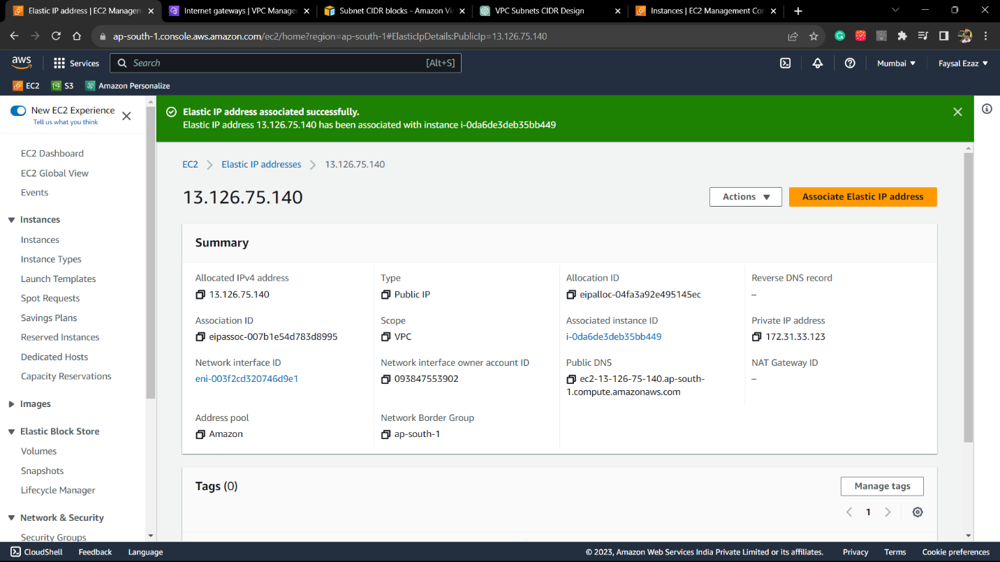 Elastic IP address | EC2 Managem
Internet gateways | VPC Manager
Subnet CIDR blocks - Amazon Vi
VPC Subnets CIDR Design
Instances | EC2 Management Co
ap-south-1.console.aws.amazon.com/ec2/home?region=ap-south-1#ElasticIpDetails:PublicIp=13.126.75.140
aws
Services
Search
[Alt+S]
Mumbai
Faysal Ezaz
EC2
S3
Amazon Personalize
New EC2 Experience
Tell us what you think
EC2 Dashboard
EC2 Global View
Events
Instances
Instances
Instance Types
Launch Templates
Spot Requests
Savings Plans
Reserved Instances
Dedicated Hosts
Capacity Reservations
Images
Elastic Block Store
Volumes
Snapshots
Lifecycle Manager
Network & Security
Security Groups
Elastic IP address associated successfully.
Elastic IP address 13.126.75.140 has been associated with instance i-0da6de3deb35bb449
EC2
Elastic IP addresses
13.126.75.140
13.126.75.140
Actions
Associate Elastic IP address
Summary
Allocated IPv4 address
13.126.75.140
Type
Public IP
Allocation ID
eipalloc-04fa3a92e495145ec
Reverse DNS record
–
Association ID
eipassoc-007b1e54d783d8995
Scope
VPC
Associated instance ID
i-0da6de3deb35bb449
Private IP address
172.31.33.123
Network interface ID
eni-003f2cd320746d9e1
Network interface owner account ID
093847553902
Public DNS
ec2-13-126-75-140.ap-south-
1.compute.amazonaws.com
NAT Gateway ID
–
Address pool
Amazon
Network Border Group
ap-south-1
Tags (0)
Manage tags
1
CloudShell
Feedback
Language
© 2023, Amazon Web Services India Private Limited or its affiliates.
Privacy
Terms
Cookie preferences